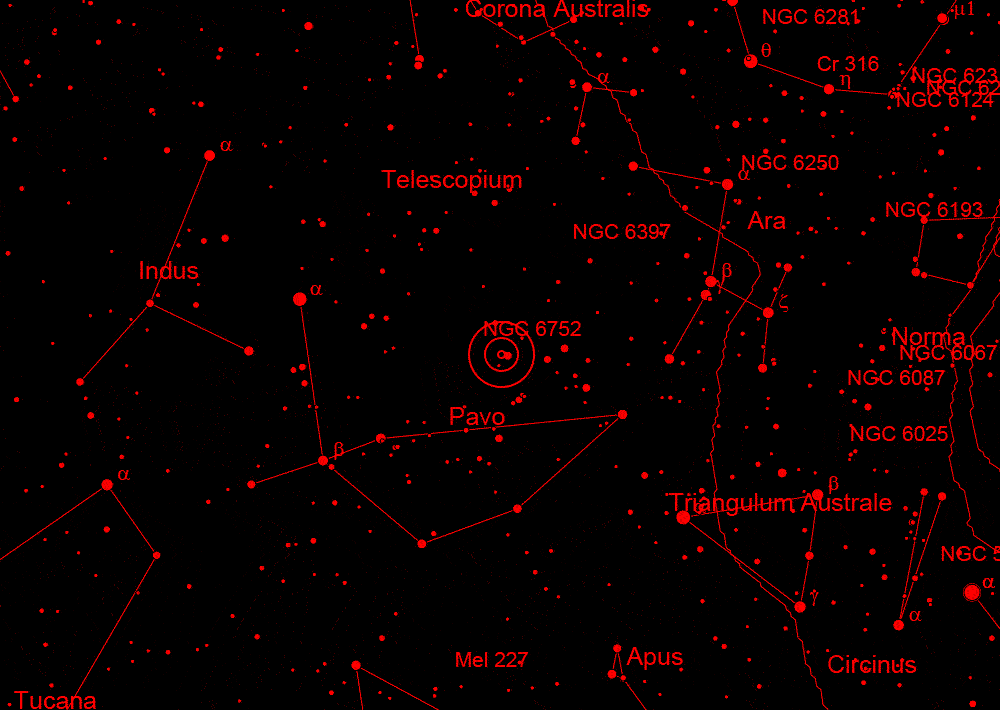 Corona Australis
μ1
NGC 6281
θ
Cr 316
η
α
NGC 6124
α
NGC 6250
α
Telescopium
NGC 6193
Ara
NGC 6397
Indus
β
γ
α
ζ
NGC 6752
Norma
NGC 6067
NGC 6087
Pavo
NGC 6025
β
α
β
Triangulum Australe
α
NGC 5
α
γ
α
Mel 227
Apus
Circinus
Tucana